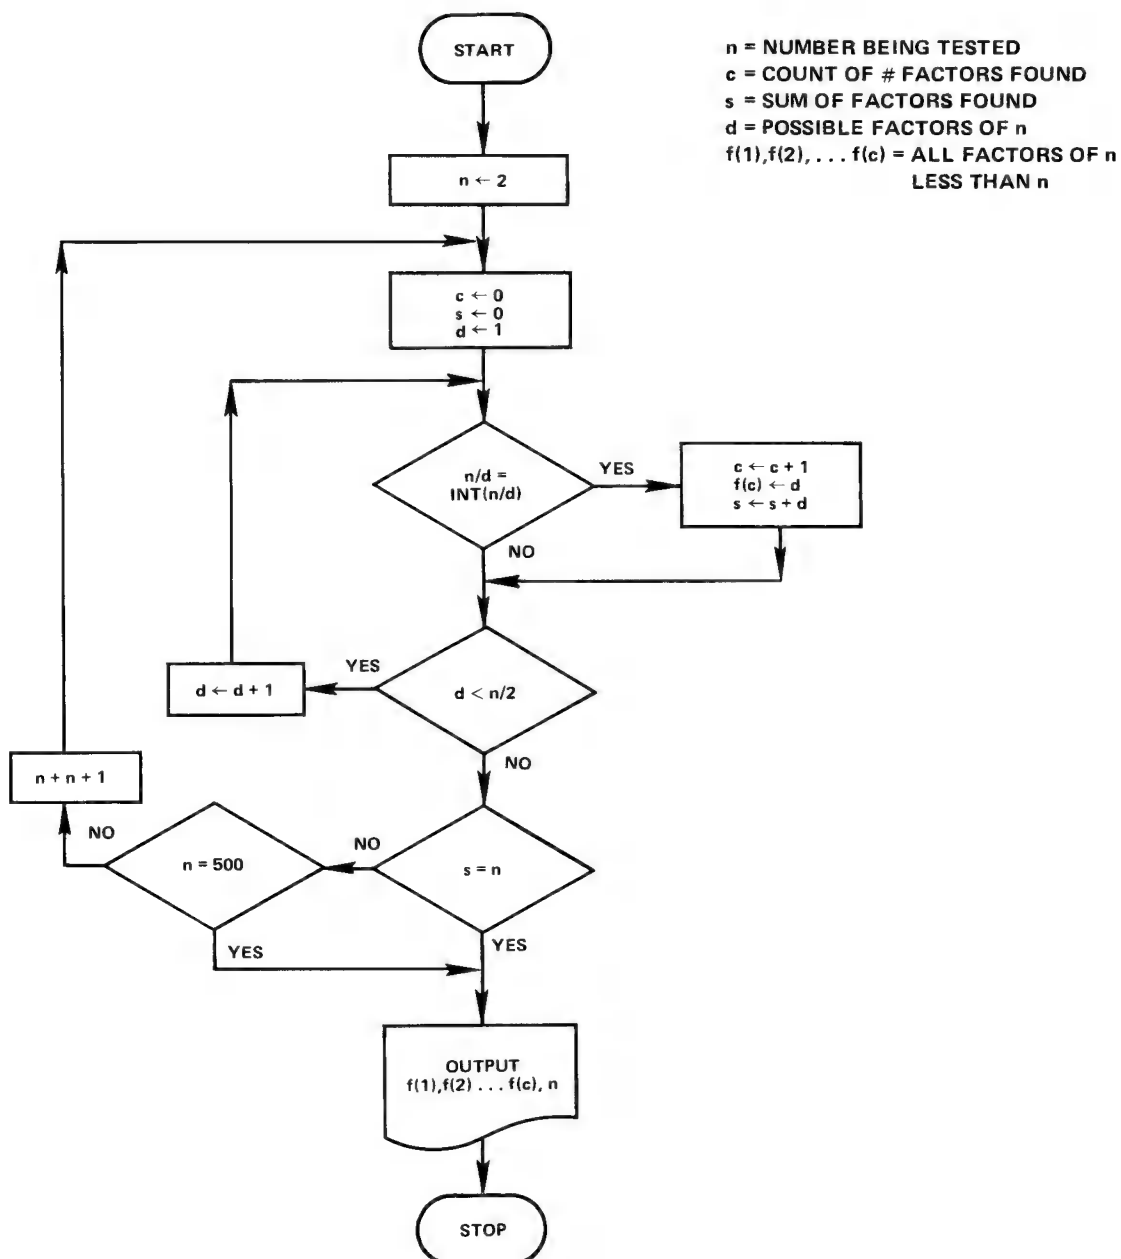 START
n = NUMBER BEING TESTED
c = COUNT OF # FACTORS FOUND
s = SUM OF FACTORS FOUND
d = POSSIBLE FACTORS OF n
f(1),f(2), . . . f(c) = ALL FACTORS OF n
LESS THAN n
n ← 2
c ← 0
s ← 0
d ← 1
n/d =
INT(n/d)
YES
c ← c + 1
f(c) ← d
s ← s + d
NO
d < n/2
YES
d ← d + 1
NO
n + n + 1
s = n
NO
n = 500
NO
YES
YES
OUTPUT
f(1),f(2) . . . f(c), n
STOP